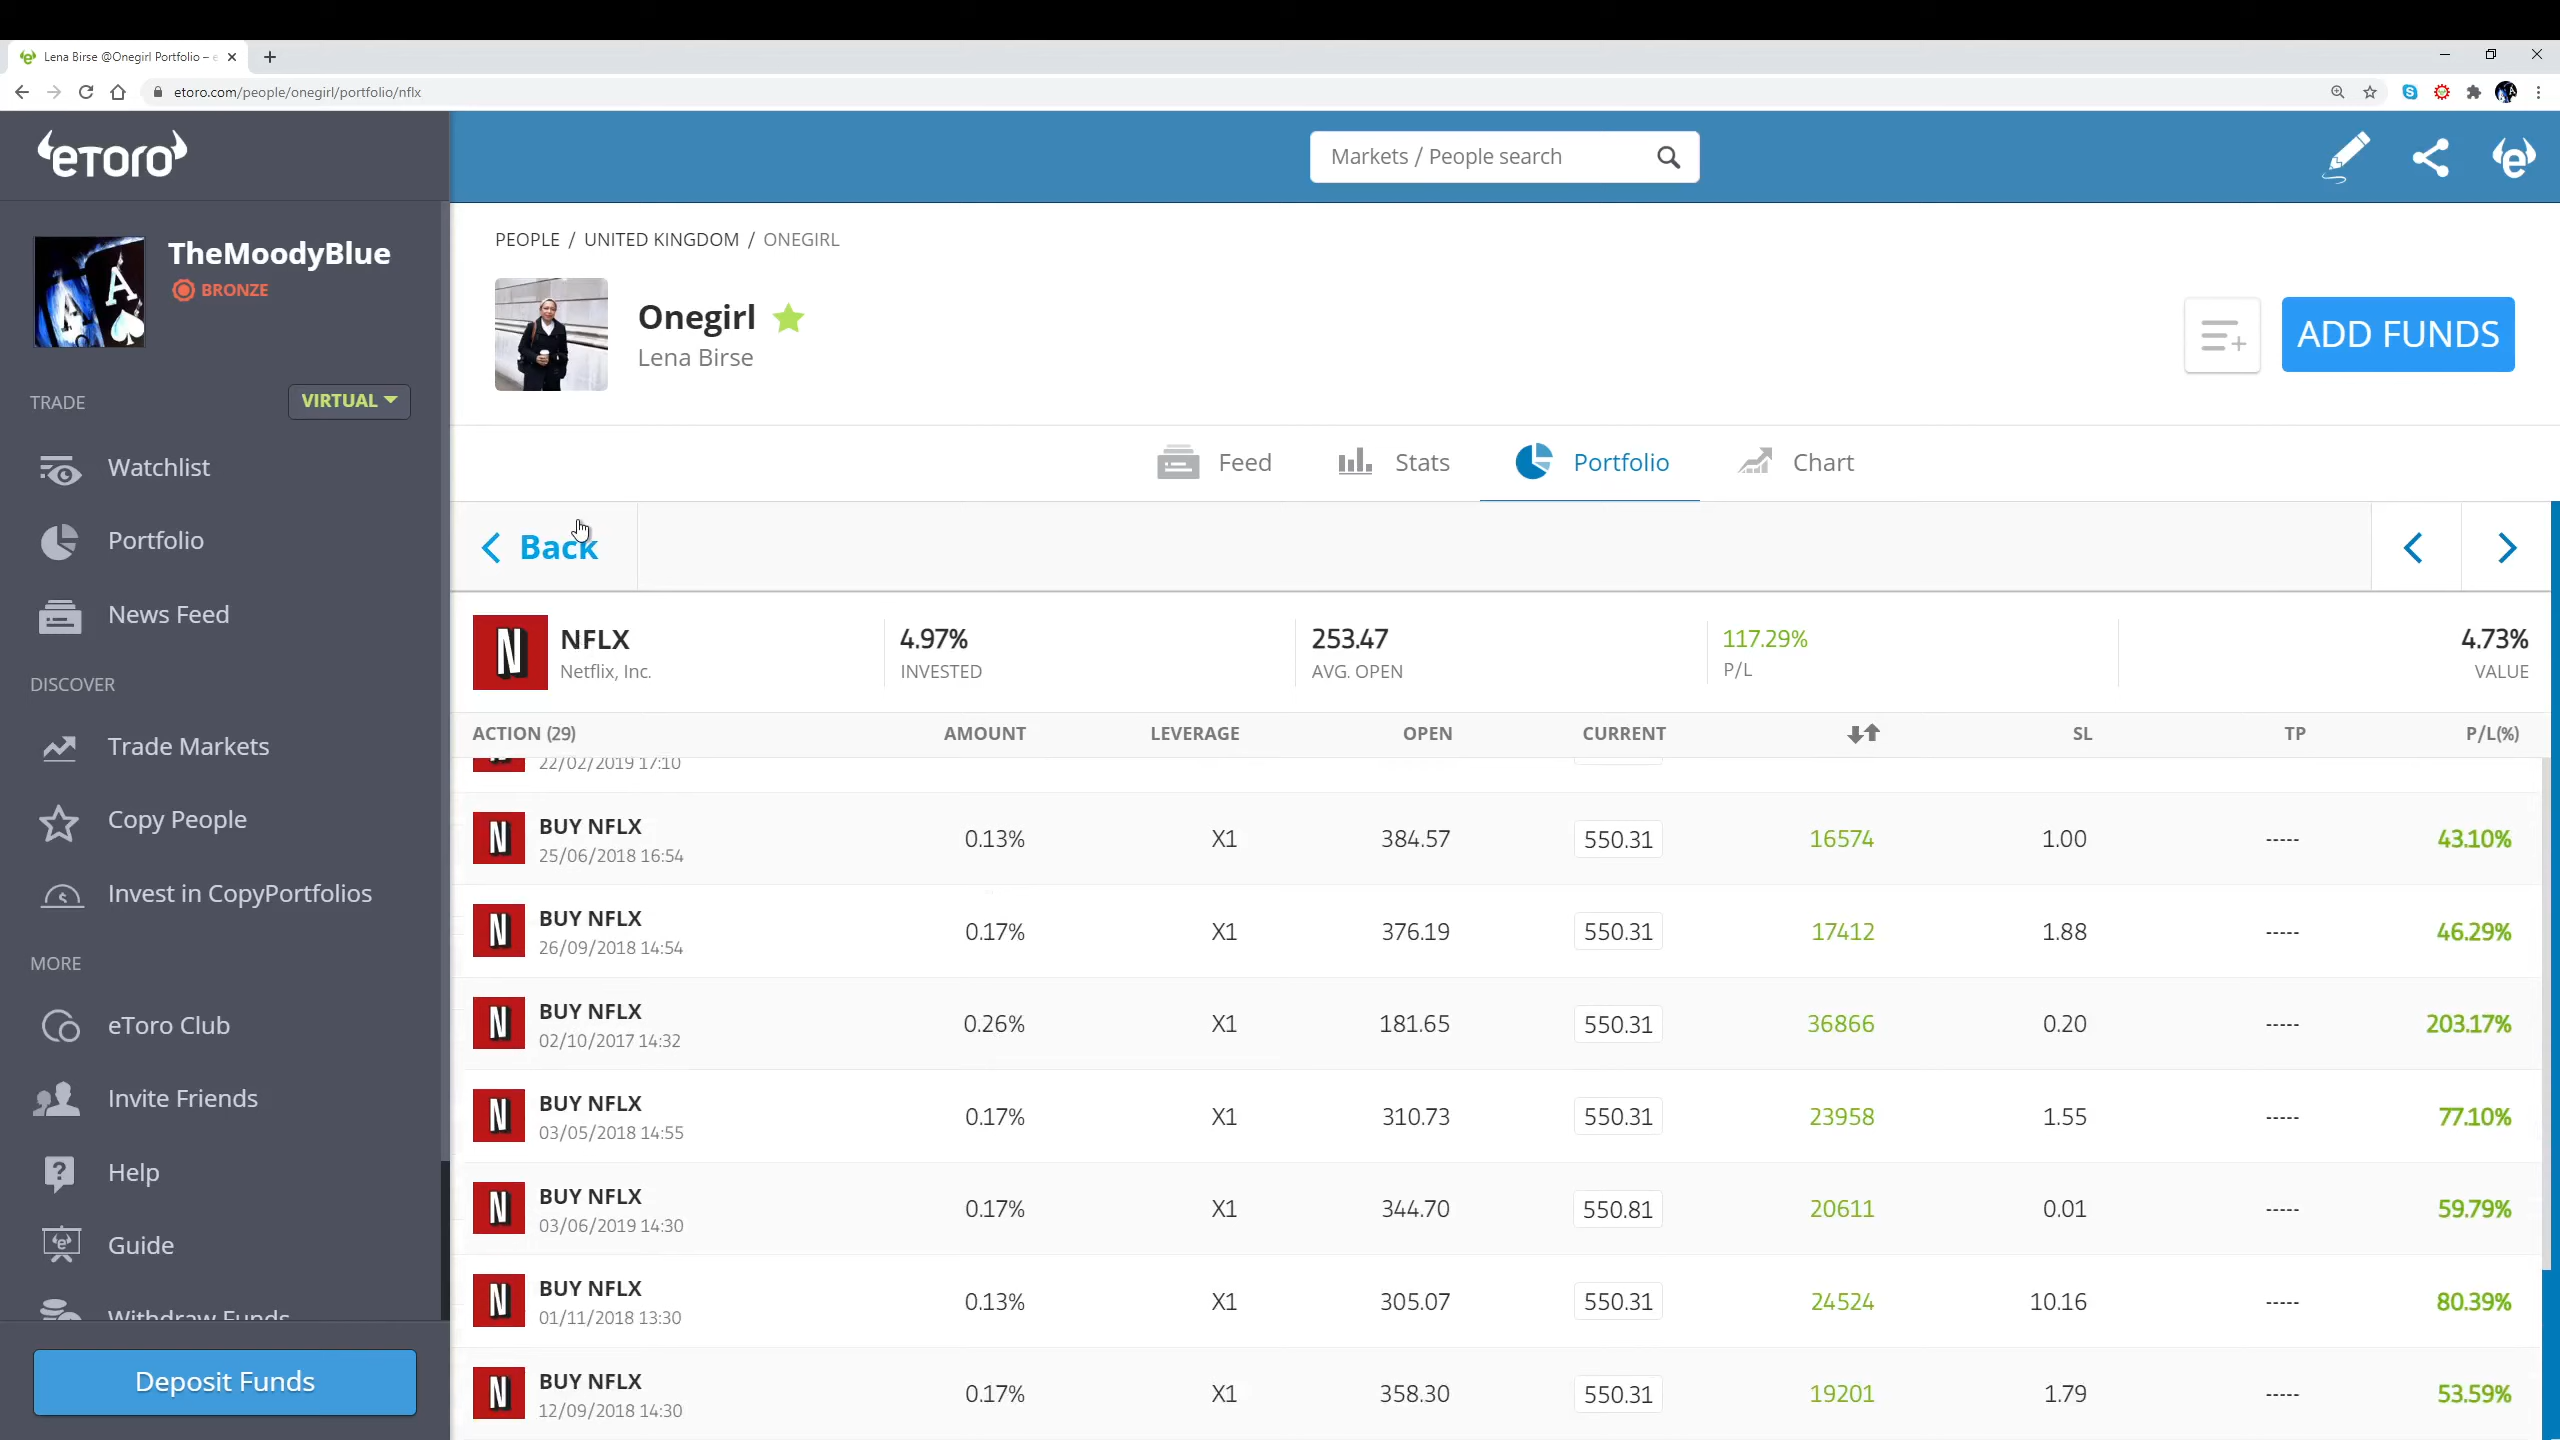 Lena Birse @Onegirl Portfolio – e
etoro.com/people/onegirl/portfolio/nflx
eToro
Markets / People search
TheMoodyBlue
BRONZE
TRADE
VIRTUAL
Watchlist
Portfolio
News Feed
DISCOVER
Trade Markets
Copy People
Invest in CopyPortfolios
MORE
eToro Club
Invite Friends
Help
Guide
Withdraw Funds
Deposit Funds
PEOPLE / UNITED KINGDOM / ONEGIRL
Onegirl
Lena Birse
ADD FUNDS
Feed Stats Portfolio Chart
Back
NFLX 4.97% 253.47 117.29% 4.73%
Netflix, Inc. INVESTED AVG. OPEN P/L VALUE
ACTION (29) AMOUNT LEVERAGE OPEN CURRENT SL TP P/L(%)
22/02/2019 17:10
BUY NFLX 0.13% X1 384.57 550.31 16574 1.00 ----- 43.10%
25/06/2018 16:54
BUY NFLX 0.17% X1 376.19 550.31 17412 1.88 ----- 46.29%
26/09/2018 14:54
BUY NFLX 0.26% X1 181.65 550.31 36866 0.20 ----- 203.17%
02/10/2017 14:32
BUY NFLX 0.17% X1 310.73 550.31 23958 1.55 ----- 77.10%
03/05/2018 14:55
BUY NFLX 0.17% X1 344.70 550.81 20611 0.01 ----- 59.79%
03/06/2019 14:30
BUY NFLX 0.13% X1 305.07 550.31 24524 10.16 ----- 80.39%
01/11/2018 13:30
BUY NFLX 0.17% X1 358.30 550.31 19201 1.79 ----- 53.59%
12/09/2018 14:30